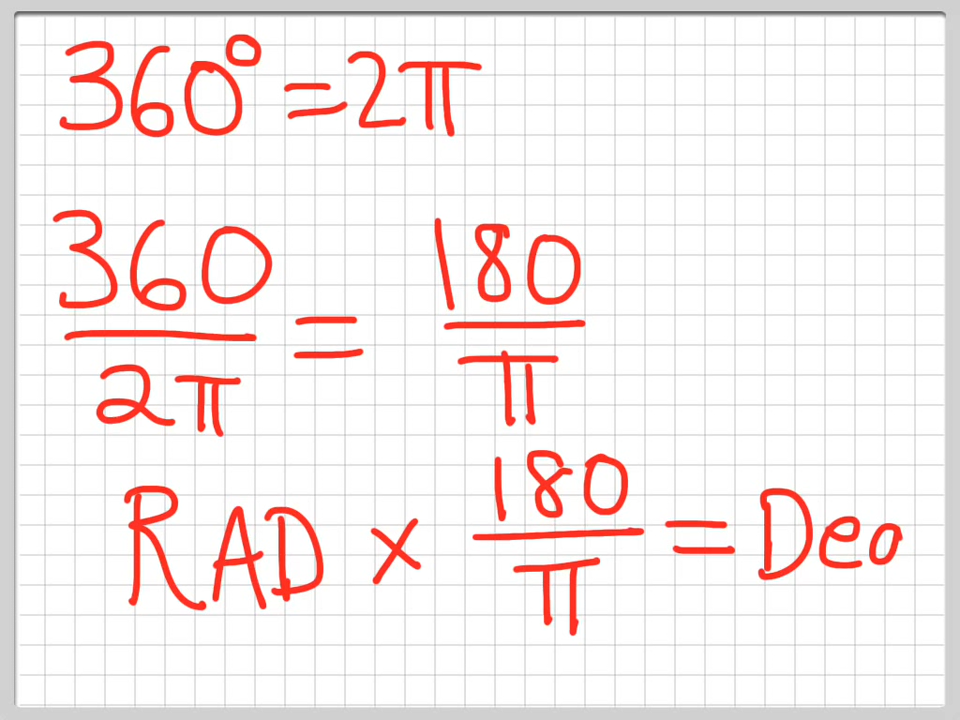 360° = 2π
360/2π = 180/π
RAD × 180/π = Deo